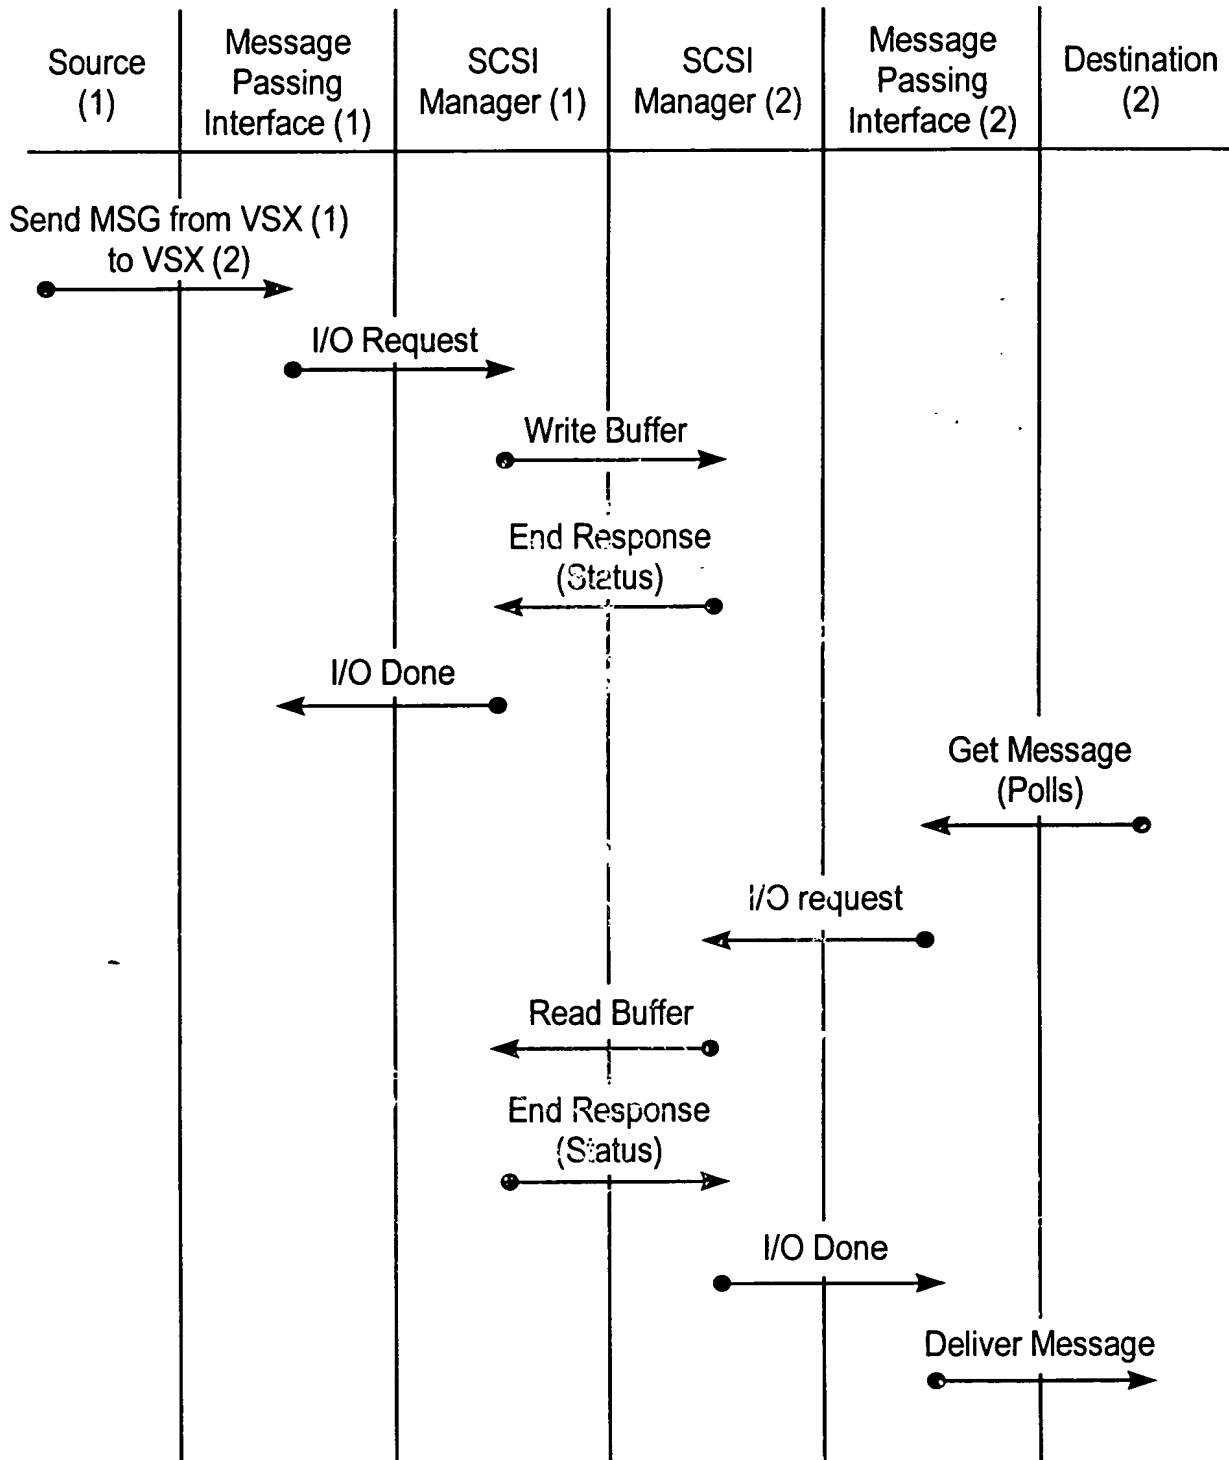 Source
(1)
Message
Passing
Interface (1)
SCSI
Manager (1)
SCSI
Manager (2)
Message
Passing
Interface (2)
Destination
(2)
Send MSG from VSX (1)
to VSX (2)
I/O Request
Write Buffer
End Response
(Status)
I/O Done
Get Message
(Polls)
I/O request
Read Buffer
End Response
(Status)
I/O Done
Deliver Message